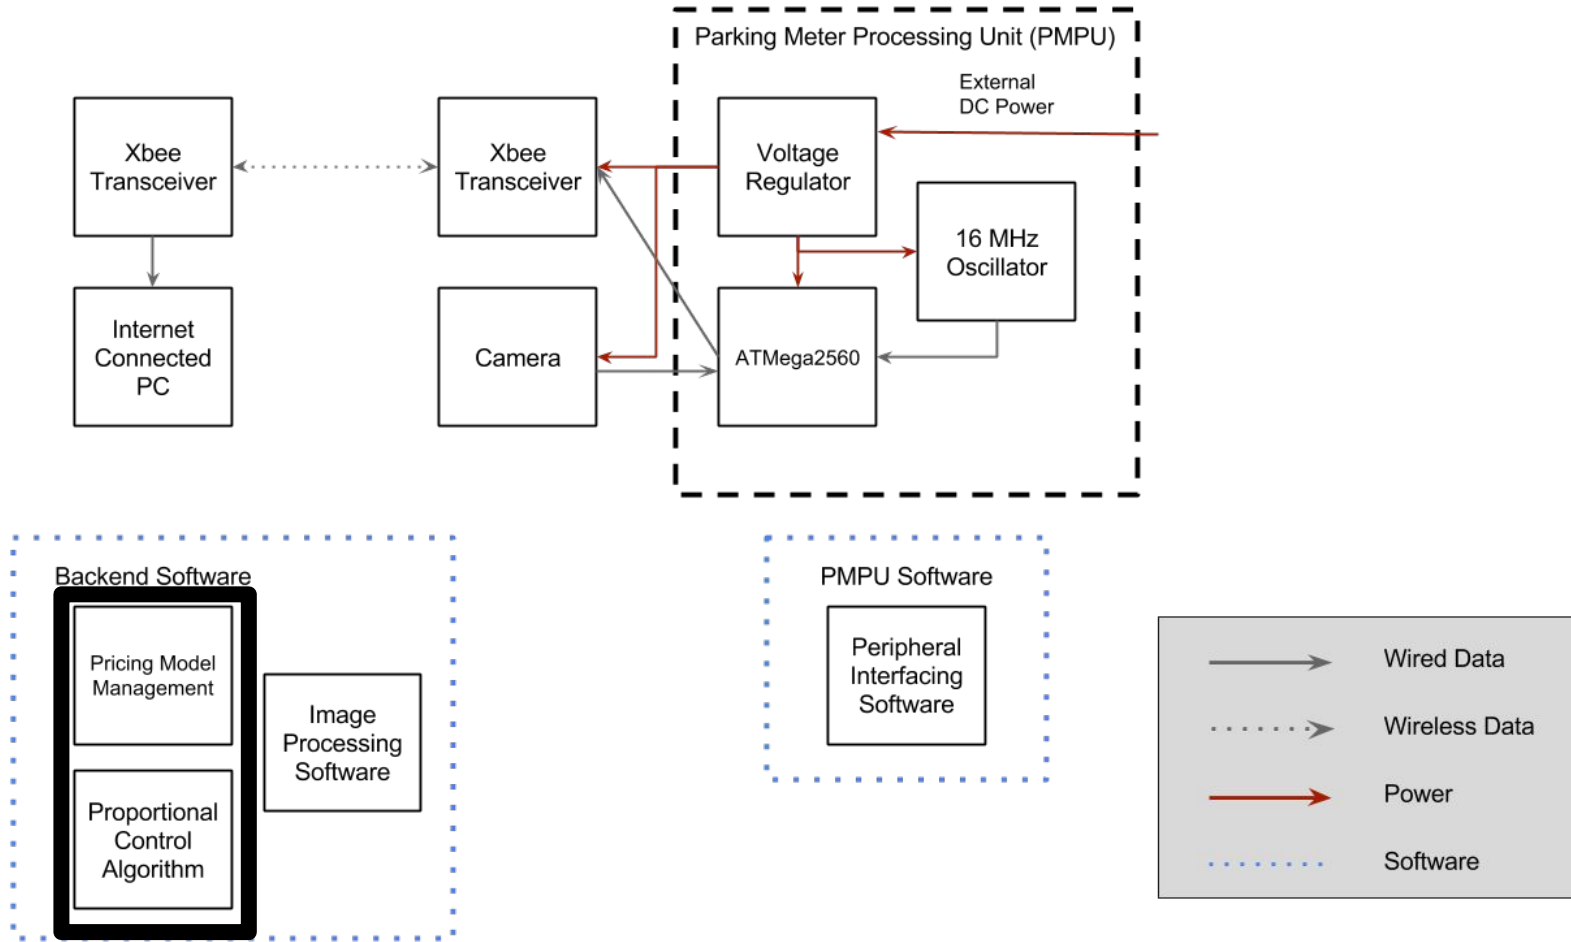 Parking Meter Processing Unit (PMPU)
External
DC Power
Xbee
Transceiver
Xbee
Transceiver
Voltage
Regulator
16 MHz
Oscillator
Internet
Connected
PC
Camera
ATMega2560
Backend Software
Pricing Model
Management
Image
Processing
Software
Proportional
Control
Algorithm
PMPU Software
Peripheral
Interfacing
Software
Wired Data
Wireless Data
Power
Software